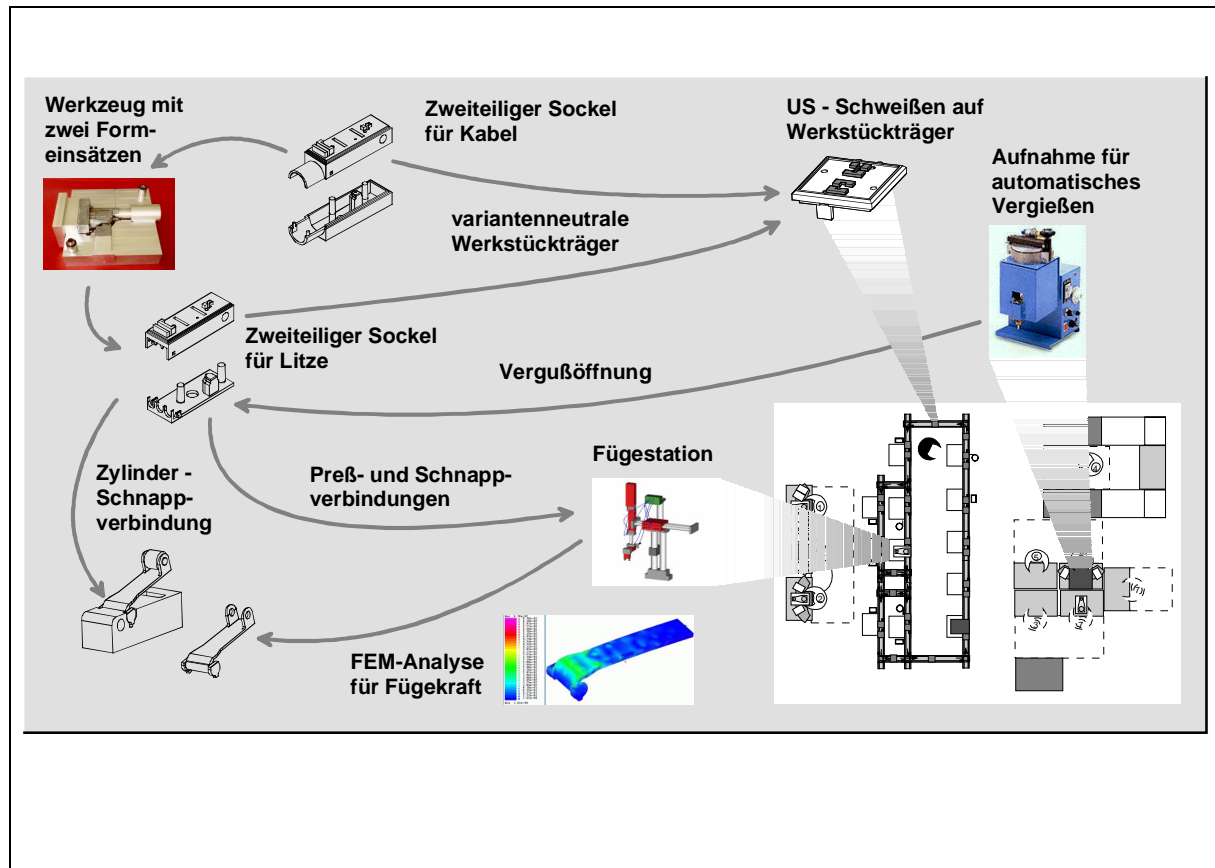 Werkzeug mit
zwei Form-
einsätzen
Zweiteiliger Sockel
für Kabel
US - Schweißen auf
Werkstückträger
Aufnahme für
automatisches
Vergießen
variantenneutrale
Werkstückträger
Zweiteiliger Sockel
für Litze
Vergußöffnung
Zylinder -
Schnapp-
verbindung
Preß- und Schnapp-
verbindungen
Fügestation
FEM-Analyse
für Fügekraft